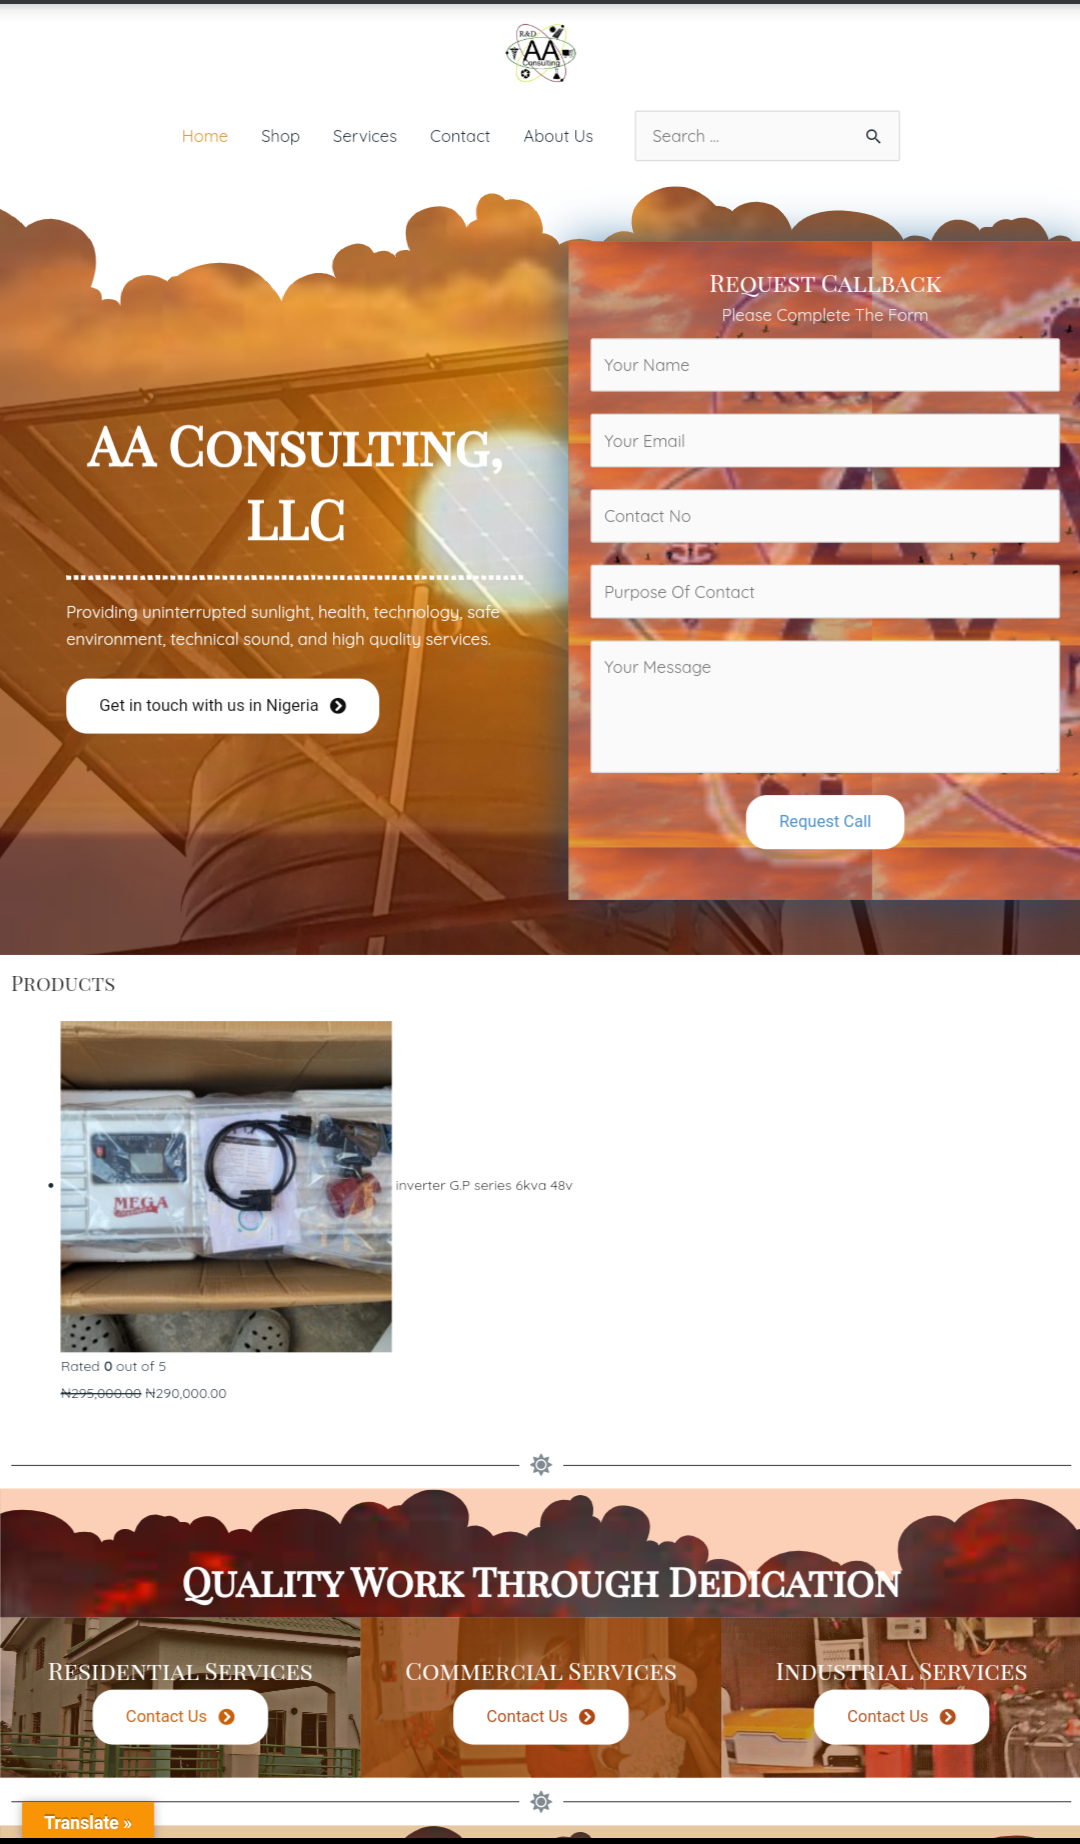 R&D
AA
Consulting
Home
Shop
Services
Contact
About Us
Search ...
AA Consulting,
LLC
Providing uninterrupted sunlight, health, technology, safe
environment, technical sound, and high quality services.
Get in touch with us in Nigeria
Request Callback
Please Complete The Form
Your Name
Your Email
Contact No
Purpose Of Contact
Your Message
Request Call
Products
MEGA
inverter G.P series 6kva 48v
Rated 0 out of 5
₦295,000.00 ₦290,000.00
Quality Work Through Dedication
Residential Services
Contact Us
Commercial Services
Contact Us
Industrial Services
Contact Us
Translate »